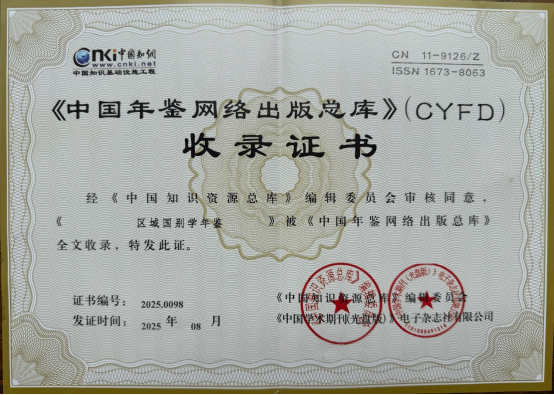 cnki中国知网
www.cnki.net
中国知识基础设施工程
CN 11-9126/Z
ISSN 1673-8063
《中国年鉴网络出版总库》(CYFD)
收录证书
经《中国知识资源总库》编辑委员会审核同意，
《 区域国别学年鉴 》被《中国年鉴网络出版总库》
全文收录，特发此证。
证书编号： 2025.0098
《中国知识资源总库》编辑委员会
发证时间： 2025 年 08 月
《中国学术期刊(光盘版)》电子杂志社有限公司